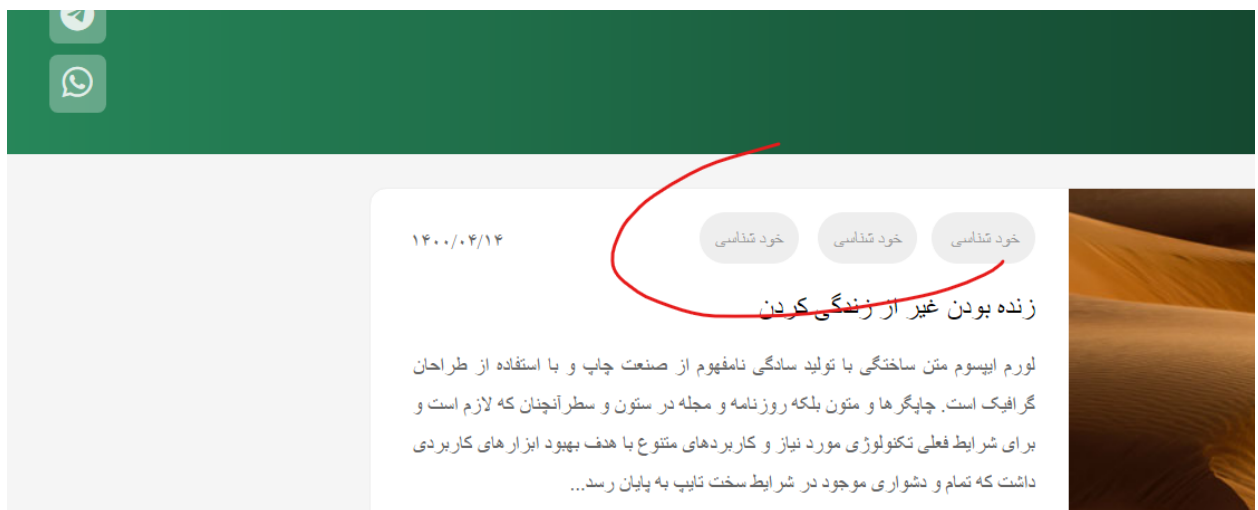 خود شناسی خود شناسی خود شناسی ۱۴۰۰/۰۴/۱۴
زنده بودن غیر از زندگی کردن
لورم ایپسوم متن ساختگی با تولید سادگی نامفهوم از صنعت چاپ و با استفاده از طراحان
گرافیک است. چاپگرها و متون بلکه روزنامه و مجله در ستون و سطرآنچنان که لازم است و
برای شرایط فعلی تکنولوژی مورد نیاز و کاربردهای متنوع با هدف بهبود ابزارهای کاربردی
داشت که تمام و دشواری موجود در شرایط سخت تایپ به پایان رسد...